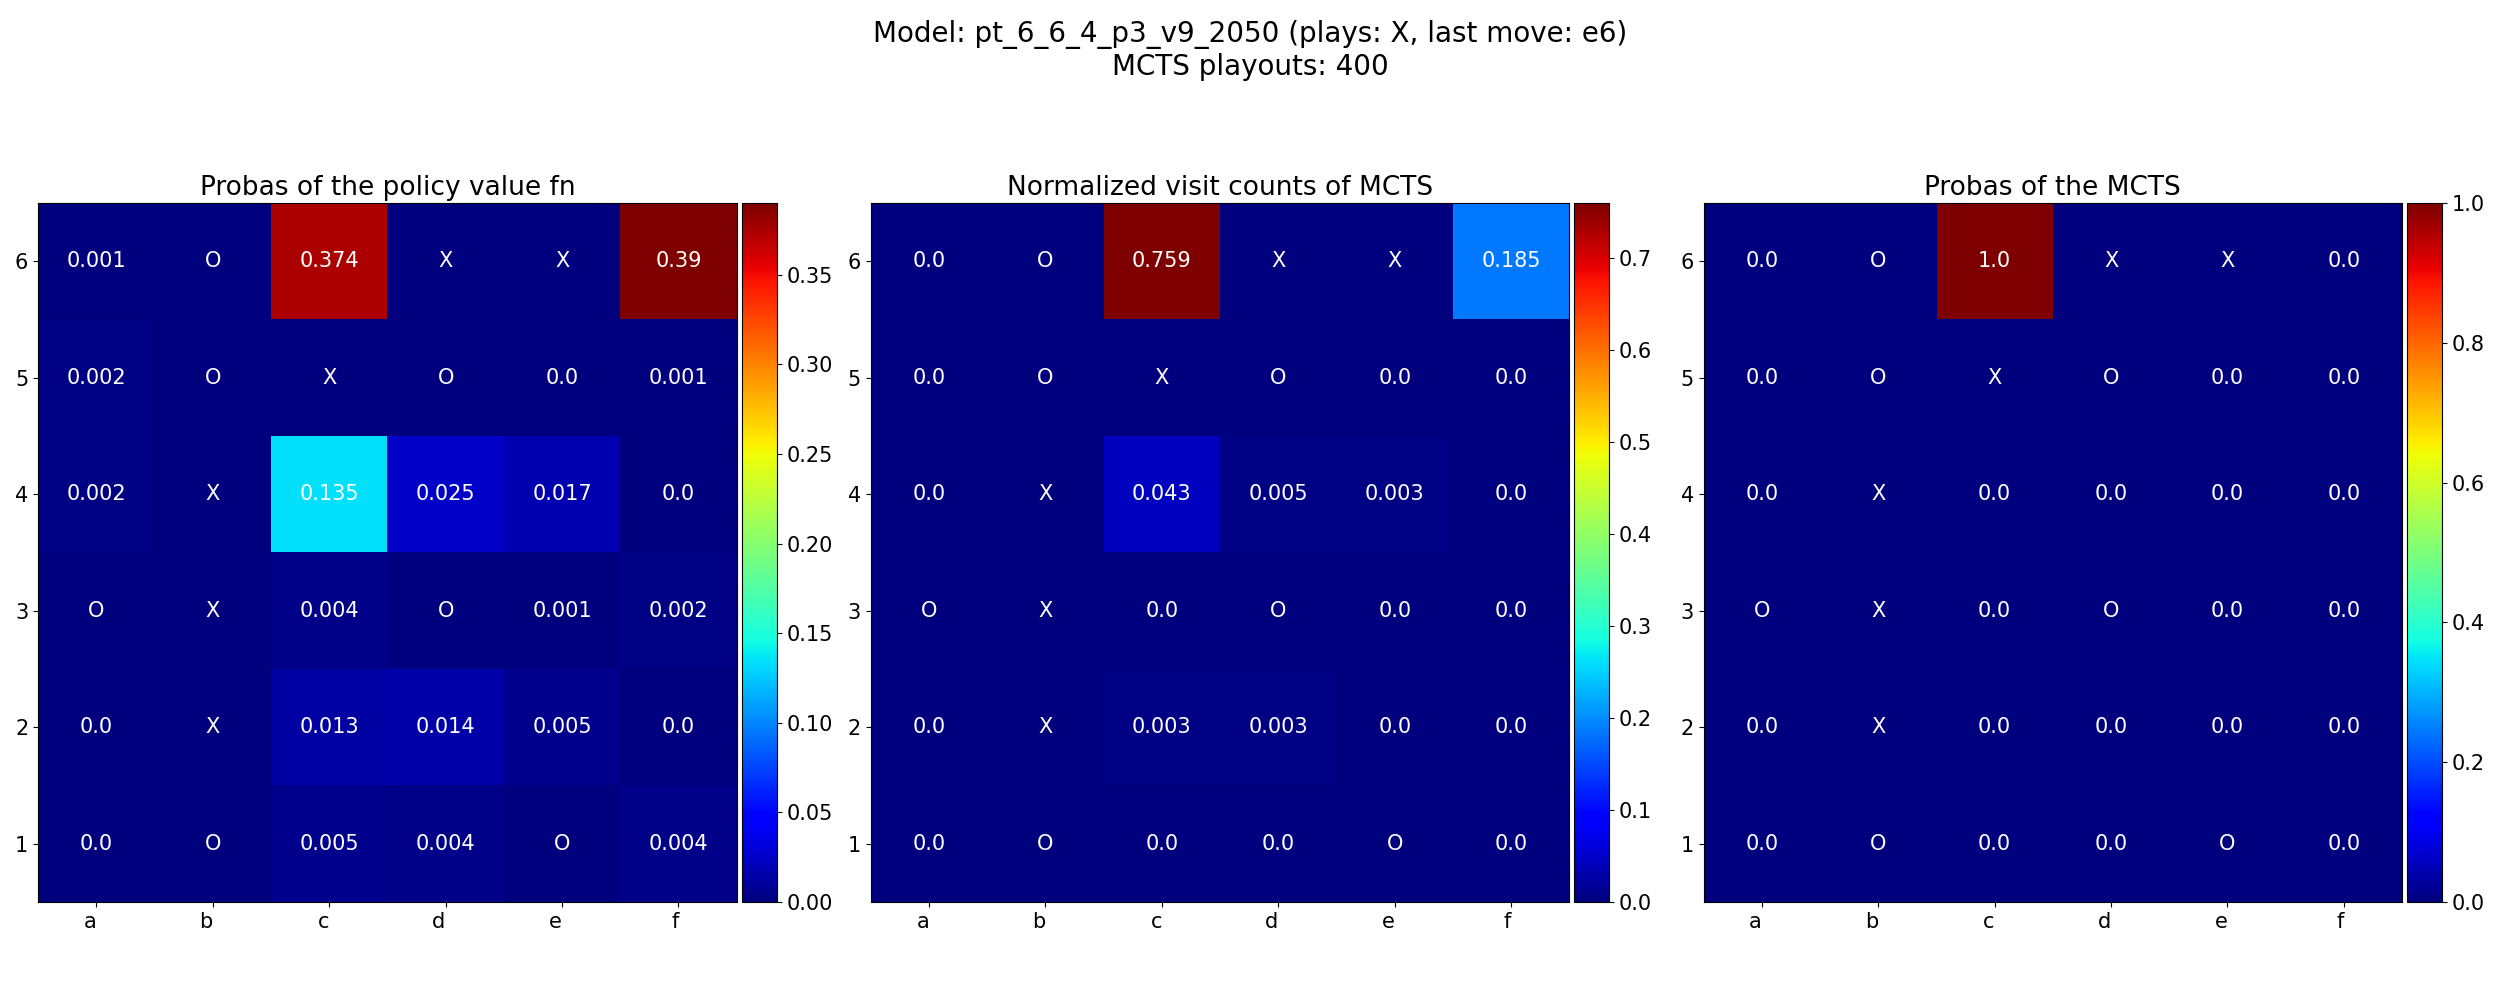 Model: pt_6_6_4_p3_v9_2050 (plays: X, last move: e6)
MCTS playouts: 400
Probas of the policy value fn
6 0.001 O 0.374 X X 0.39
5 0.002 O X O 0.0 0.001
4 0.002 X 0.135 0.025 0.017 0.0
3 O X 0.004 O 0.001 0.002
2 0.0 X 0.013 0.014 0.005 0.0
1 0.0 O 0.005 0.004 O 0.004
a b c d e f
0.35
0.30
0.25
0.20
0.15
0.10
0.05
0.00
Normalized visit counts of MCTS
6 0.0 O 0.759 X X 0.185
5 0.0 O X O 0.0 0.0
4 0.0 X 0.043 0.005 0.003 0.0
3 O X 0.0 O 0.0 0.0
2 0.0 X 0.003 0.003 0.0 0.0
1 0.0 O 0.0 0.0 O 0.0
a b c d e f
0.7
0.6
0.5
0.4
0.3
0.2
0.1
0.0
Probas of the MCTS
6 0.0 O 1.0 X X 0.0
5 0.0 O X O 0.0 0.0
4 0.0 X 0.0 0.0 0.0 0.0
3 O X 0.0 O 0.0 0.0
2 0.0 X 0.0 0.0 0.0 0.0
1 0.0 O 0.0 0.0 O 0.0
a b c d e f
1.0
0.8
0.6
0.4
0.2
0.0